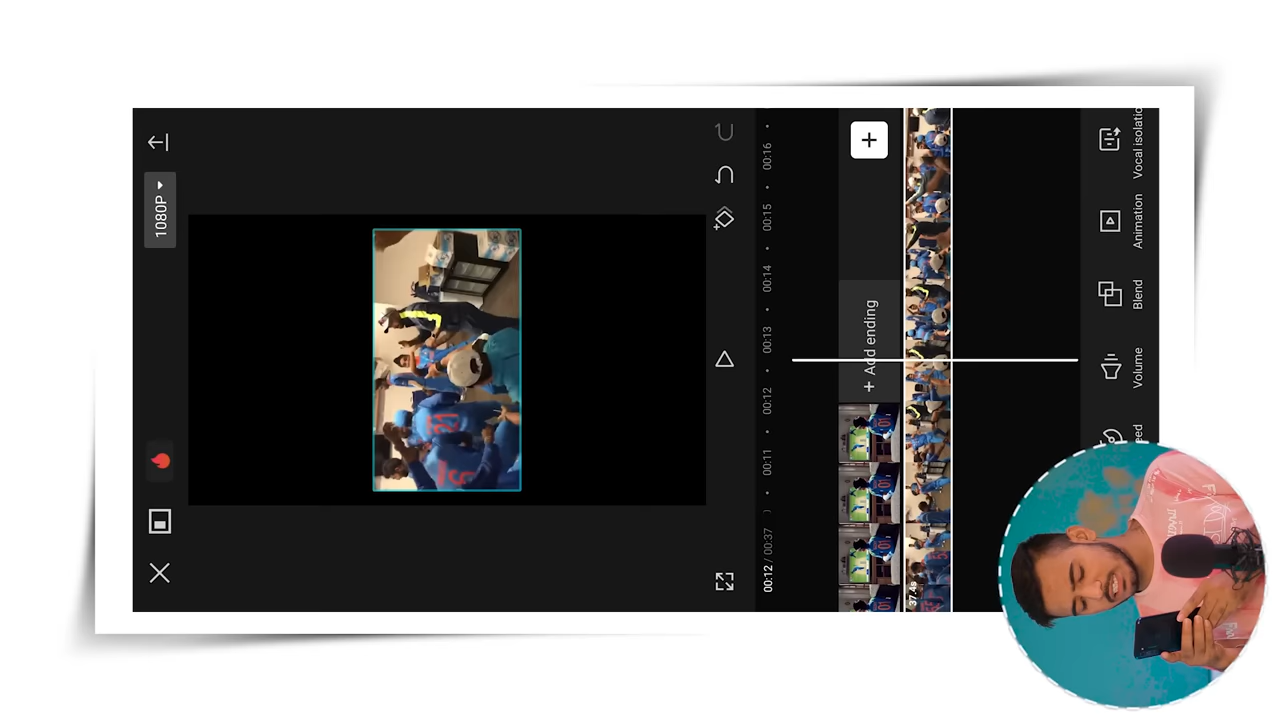 1080P
00:12 / 00:37 00:11 00:12 00:13 00:14 00:15 00:16
+ Add ending
37.4s
eed Volume Blend Animation Vocal isolatio